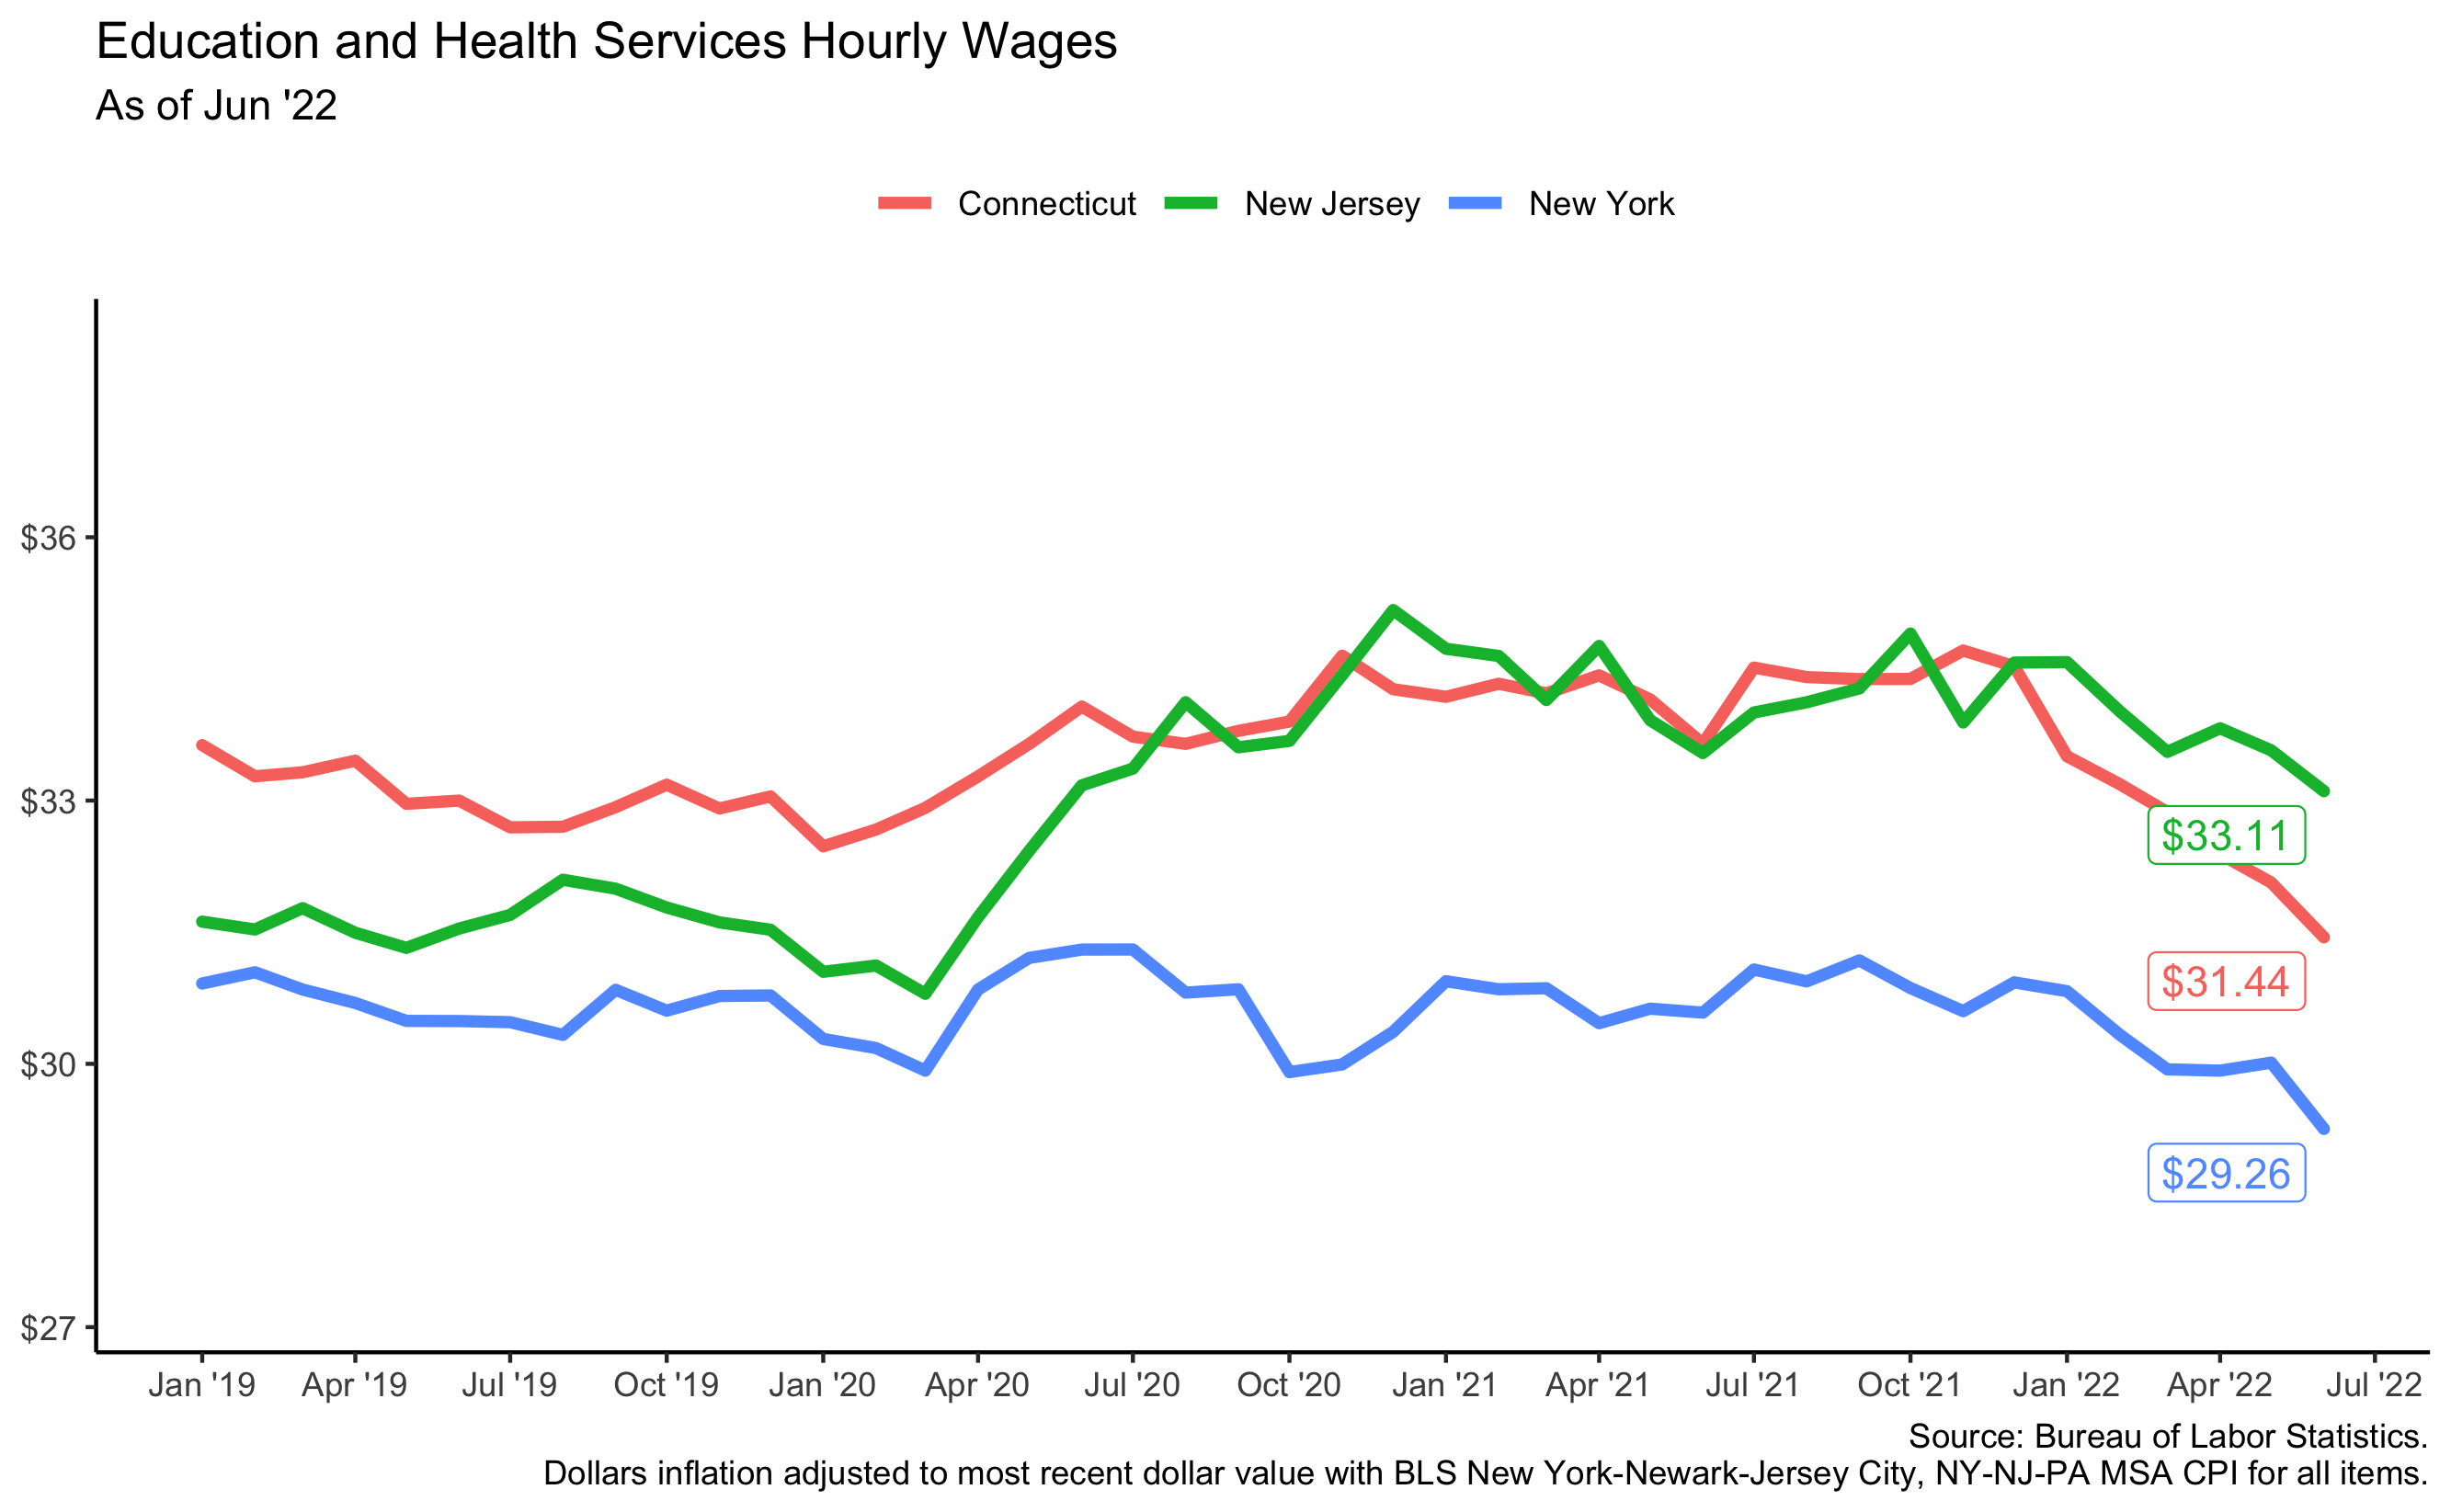 Education and Health Services Hourly Wages
As of Jun '22
Connecticut New Jersey New York
$36
$33
$30
$27
$33.11
$31.44
$29.26
Jan '19 Apr '19 Jul '19 Oct '19 Jan '20 Apr '20 Jul '20 Oct '20 Jan '21 Apr '21 Jul '21 Oct '21 Jan '22 Apr '22 Jul '22
Source: Bureau of Labor Statistics.
Dollars inflation adjusted to most recent dollar value with BLS New York-Newark-Jersey City, NY-NJ-PA MSA CPI for all items.